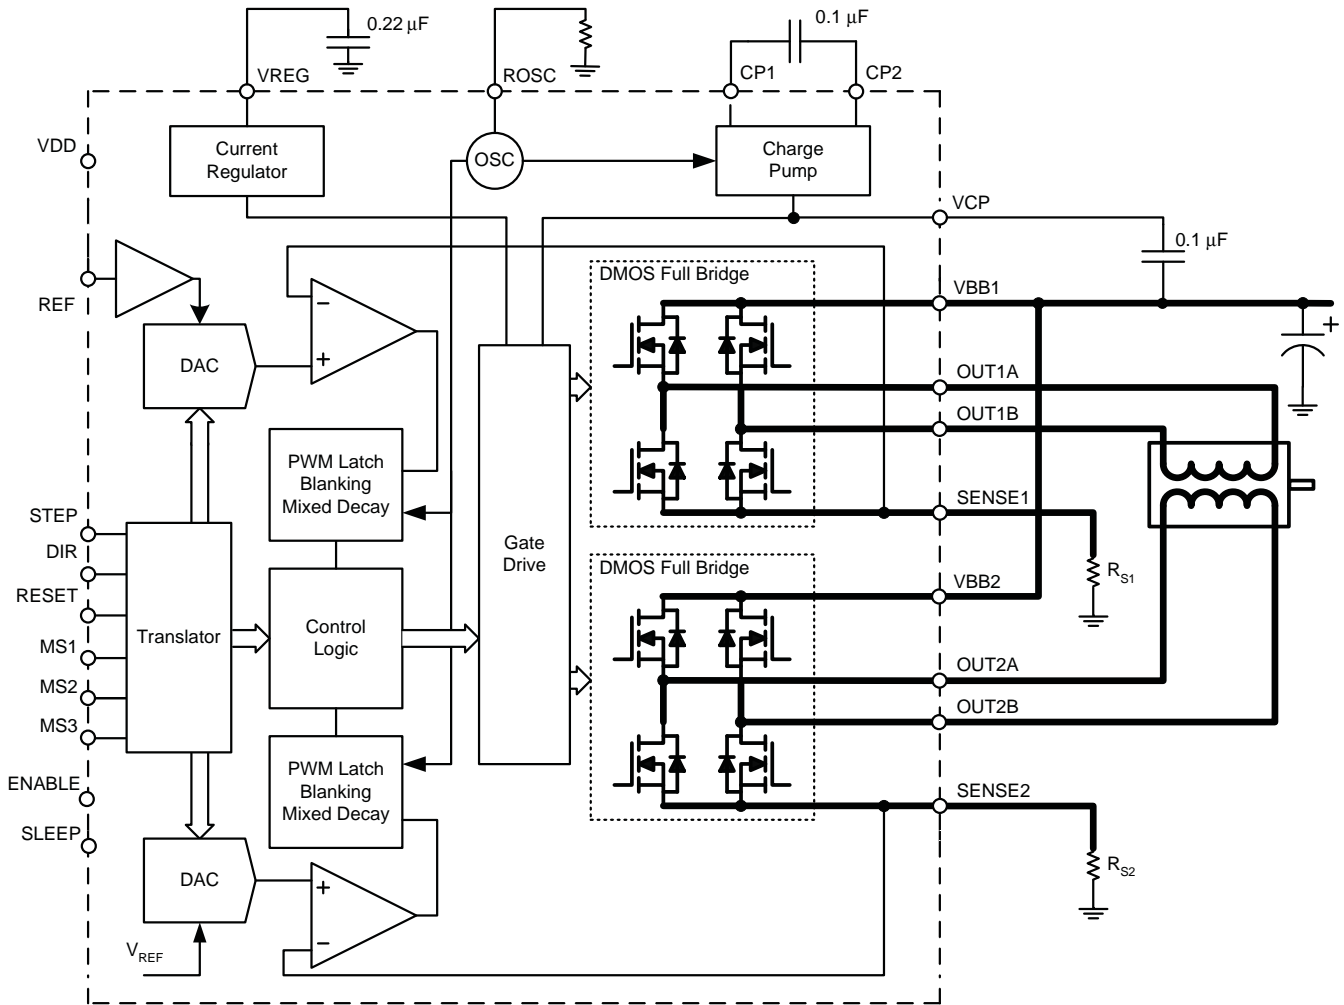 0.22 μF
0.1 μF
VREG
ROSC
CP1
CP2
VDD
Current
Regulator
OSC
Charge
Pump
VCP
0.1 μF
REF
DMOS Full Bridge
VBB1
+
−
+
DAC
OUT1A
OUT1B
PWM Latch
Blanking
Mixed Decay
SENSE1
STEP
DIR
RESET
MS1
MS2
MS3
Translator
Control
Logic
Gate
Drive
DMOS Full Bridge
VBB2
RS1
OUT2A
OUT2B
PWM Latch
Blanking
Mixed Decay
ENABLE
SLEEP
SENSE2
RS2
DAC
+
−
VREF